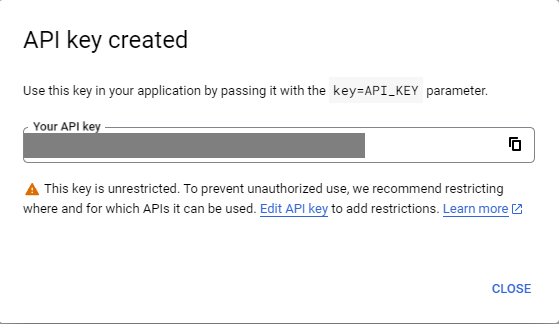 API key created
Use this key in your application by passing it with the key=API_KEY parameter.
Your API key
This key is unrestricted. To prevent unauthorized use, we recommend restricting
where and for which APIs it can be used. Edit API key to add restrictions. Learn more
CLOSE